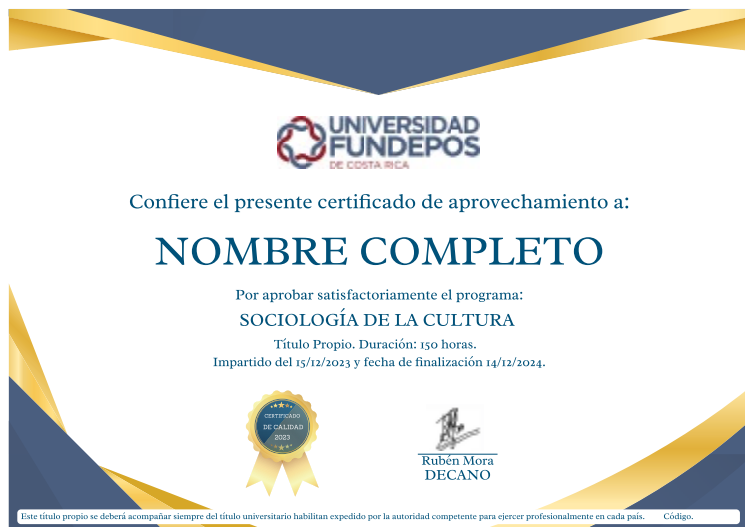 UNIVERSIDAD
FUNDEPOS
DE COSTA RICA
Confiere el presente certificado de aprovechamiento a:
NOMBRE COMPLETO
Por aprobar satisfactoriamente el programa:
SOCIOLOGÍA DE LA CULTURA
Título Propio. Duración: 150 horas.
Impartido del 15/12/2023 y fecha de finalización 14/12/2024.
CERTIFICADO
DE CALIDAD
2023
Rubén Mora
DECANO
Este título propio se deberá acompañar siempre del título universitario habilitan expedido por la autoridad competente para ejercer profesionalmente en cada país. Código.